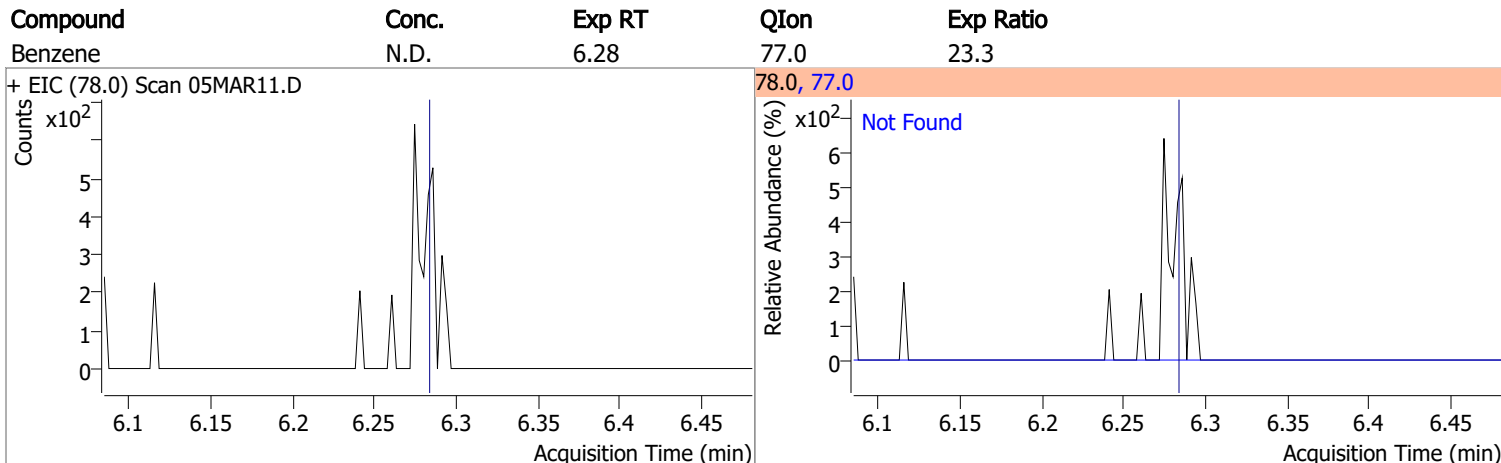 Compound Conc. Exp RT QIon Exp Ratio
Benzene N.D. 6.28 77.0 23.3
+ EIC (78.0) Scan 05MAR11.D
Counts
x10²
5
4
3
2
1
0
6.1 6.15 6.2 6.25 6.3 6.35 6.4 6.45
Acquisition Time (min)
78.0, 77.0
Relative Abundance (%)
x10²
Not Found
6
5
4
3
2
1
0
6.1 6.15 6.2 6.25 6.3 6.35 6.4 6.45
Acquisition Time (min)